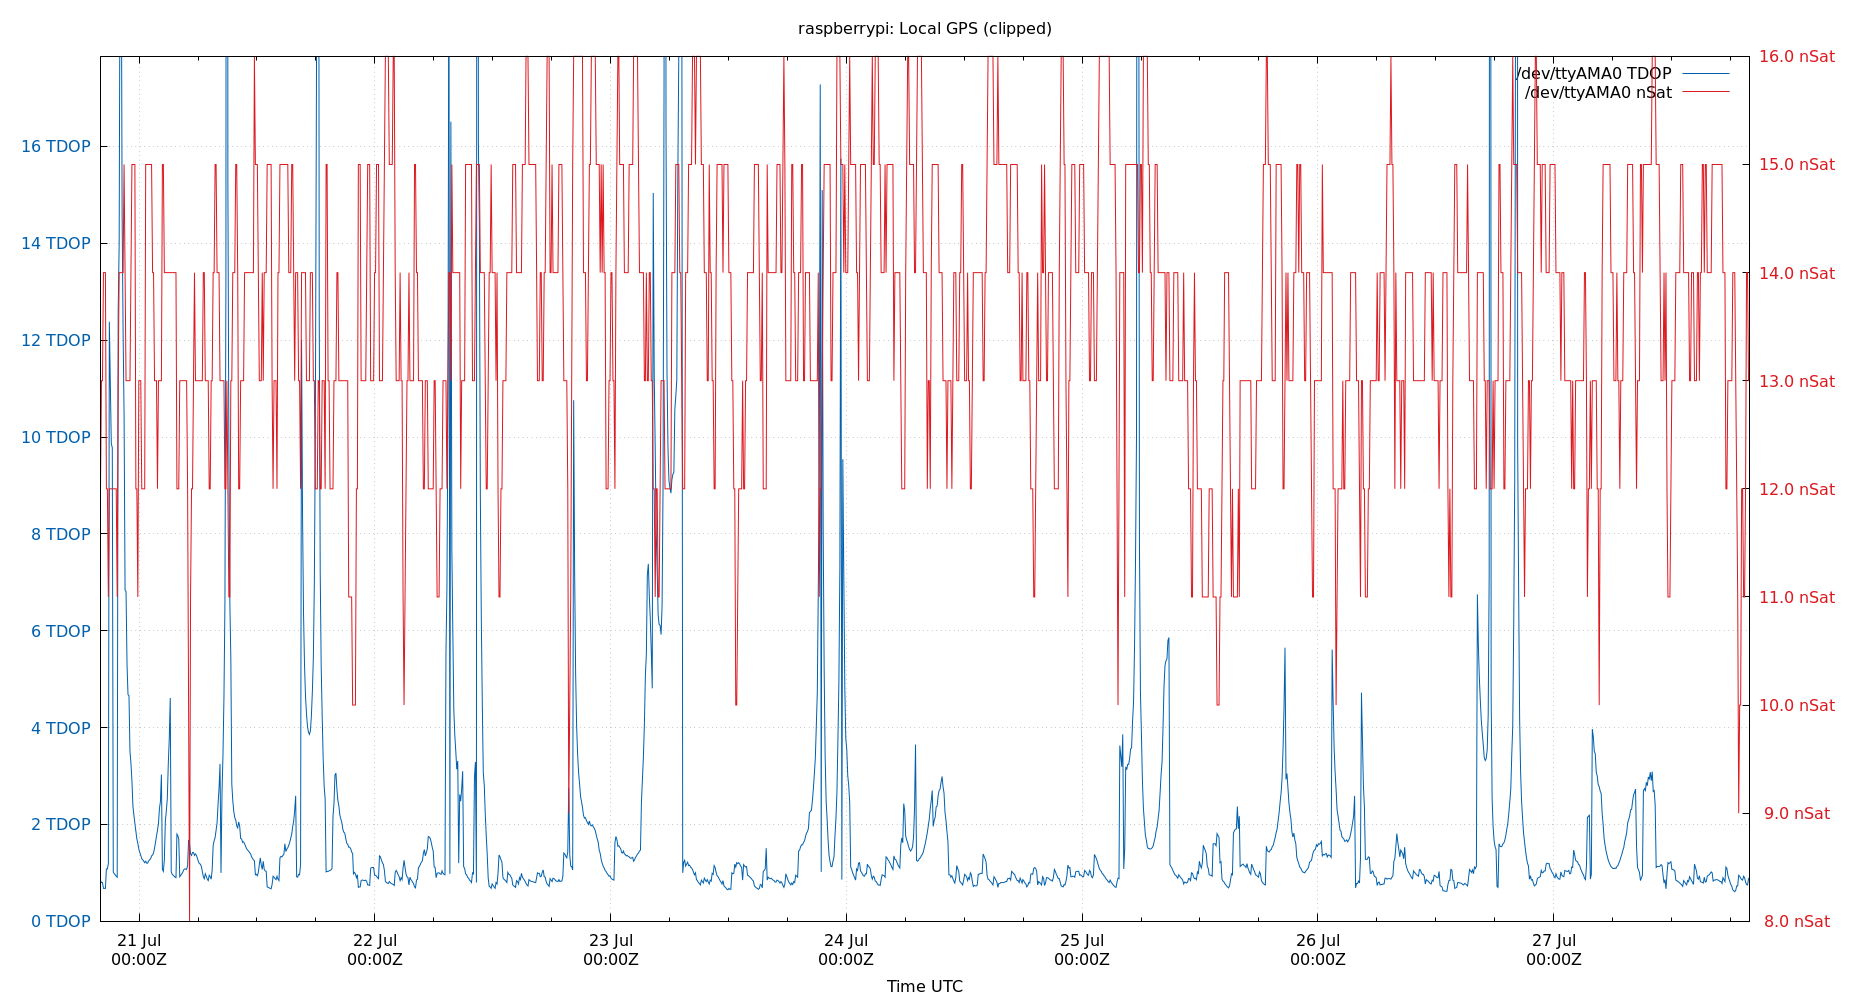 raspberrypi: Local GPS (clipped)
16.0 nSat
/dev/ttyAMA0 TDOP
/dev/ttyAMA0 nSat
16 TDOP
15.0 nSat
14 TDOP
14.0 nSat
12 TDOP
13.0 nSat
10 TDOP
12.0 nSat
8 TDOP
11.0 nSat
6 TDOP
10.0 nSat
4 TDOP
9.0 nSat
2 TDOP
8.0 nSat
0 TDOP
21 Jul 22 Jul 23 Jul 24 Jul 25 Jul 26 Jul 27 Jul
00:00Z 00:00Z 00:00Z 00:00Z 00:00Z 00:00Z 00:00Z
Time UTC